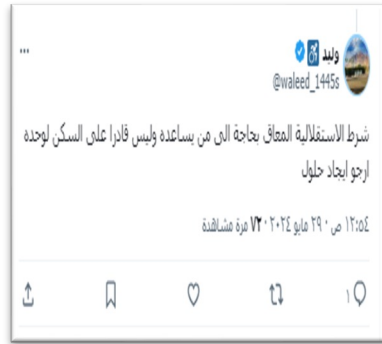 وليد
@waleed_1445s
شرط الاستقلالية المعاق بحاجة الى من يساعده وليس قادرا على السكن لوحده
ارجو ايجاد حلول
١٢:٥٤ ص · ٢٩ مايو ٢٠٢٤ · ٧٢ مرة مشاهدة
١